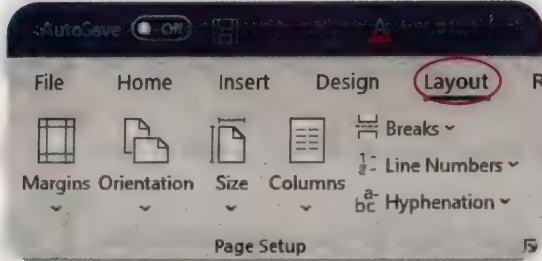 AutoSave Off
File Home Insert Design Layout R
Breaks
Line Numbers
Margins Orientation Size Columns
Hyphenation
Page Setup